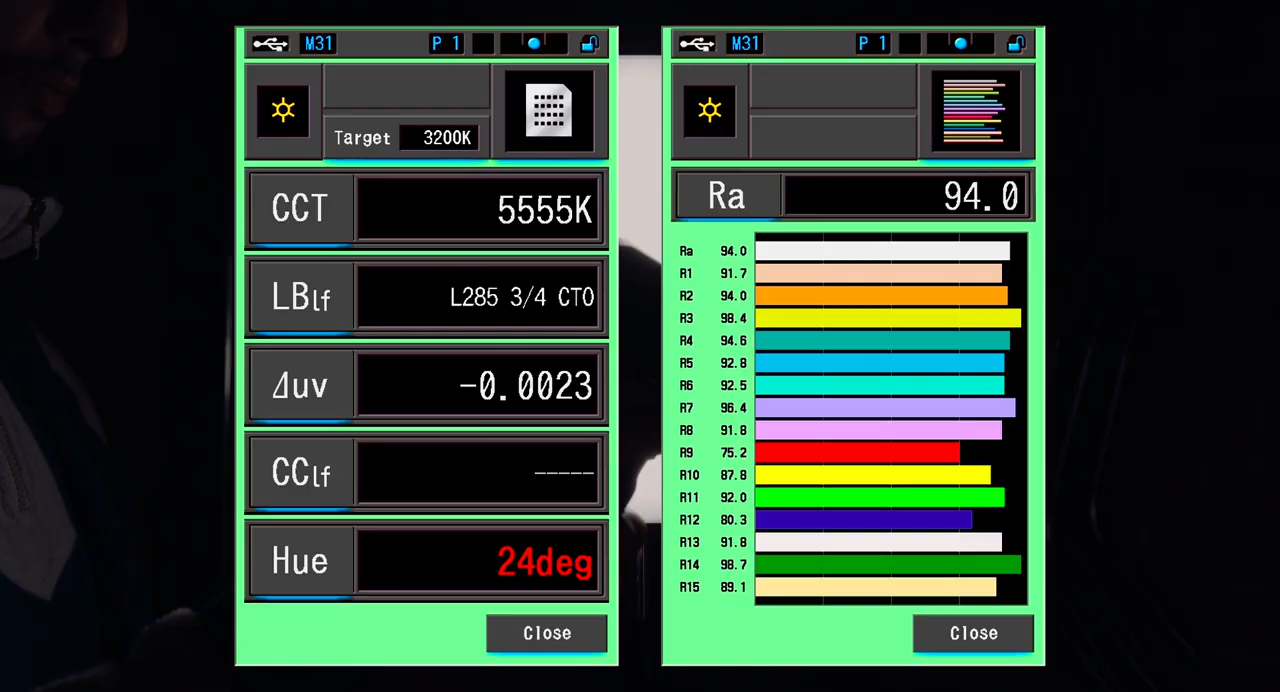 M31 P 1
Target 3200K
CCT 5555K
LBlf L285 3/4 CTO
Δuv -0.0023
CClf -----
Hue 24deg
Close
M31 P 1
Ra 94.0
Ra 94.0
R1 91.7
R2 94.0
R3 98.4
R4 94.6
R5 92.8
R6 92.5
R7 96.4
R8 91.8
R9 75.2
R10 87.8
R11 92.0
R12 80.3
R13 91.8
R14 98.7
R15 89.1
Close